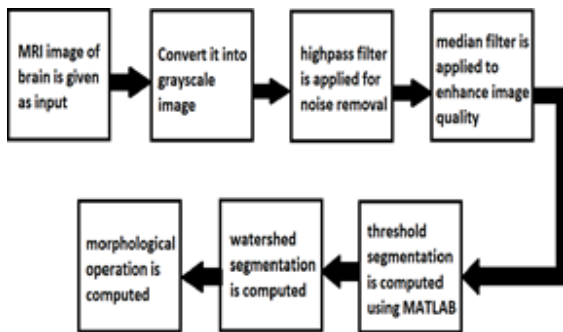 MRI image of
brain is given
as input
Convert it into
grayscale
image
highpass filter
is applied for
noise removal
median filter is
applied to
enhance image
quality
threshold
segmentation
is computed
using MATLAB
watershed
segmentation
is computed
morphological
operation is
computed